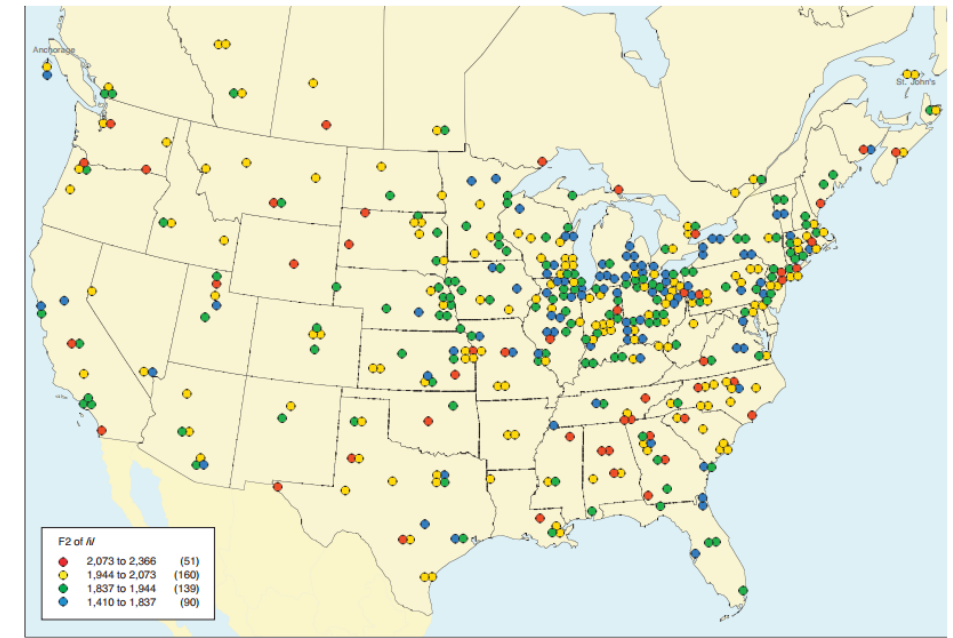 Anchorage
St. John's
F2 of /i/
2,073 to 2,366 (51)
1,944 to 2,073 (160)
1,837 to 1,944 (139)
1,410 to 1,837 (90)